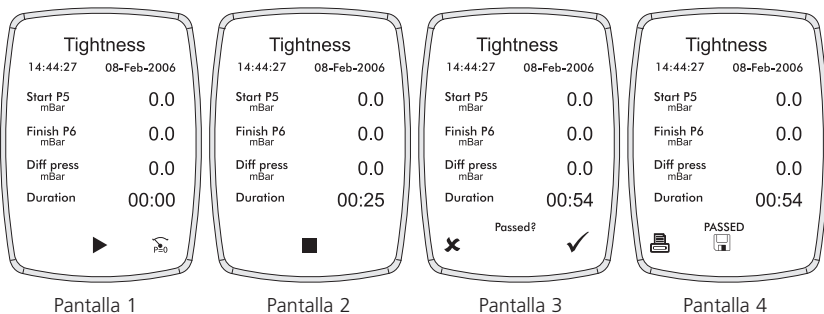 Tightness
14:44:27 08-Feb-2006
Start P5 0.0
mBar
Finish P6 0.0
mBar
Diff press 0.0
mBar
Duration 00:00
P=0
Pantalla 1
Tightness
14:44:27 08-Feb-2006
Start P5 0.0
mBar
Finish P6 0.0
mBar
Diff press 0.0
mBar
Duration 00:25
Pantalla 2
Tightness
14:44:27 08-Feb-2006
Start P5 0.0
mBar
Finish P6 0.0
mBar
Diff press 0.0
mBar
Duration 00:54
Passed?
Pantalla 3
Tightness
14:44:27 08-Feb-2006
Start P5 0.0
mBar
Finish P6 0.0
mBar
Diff press 0.0
mBar
Duration 00:54
PASSED
Pantalla 4